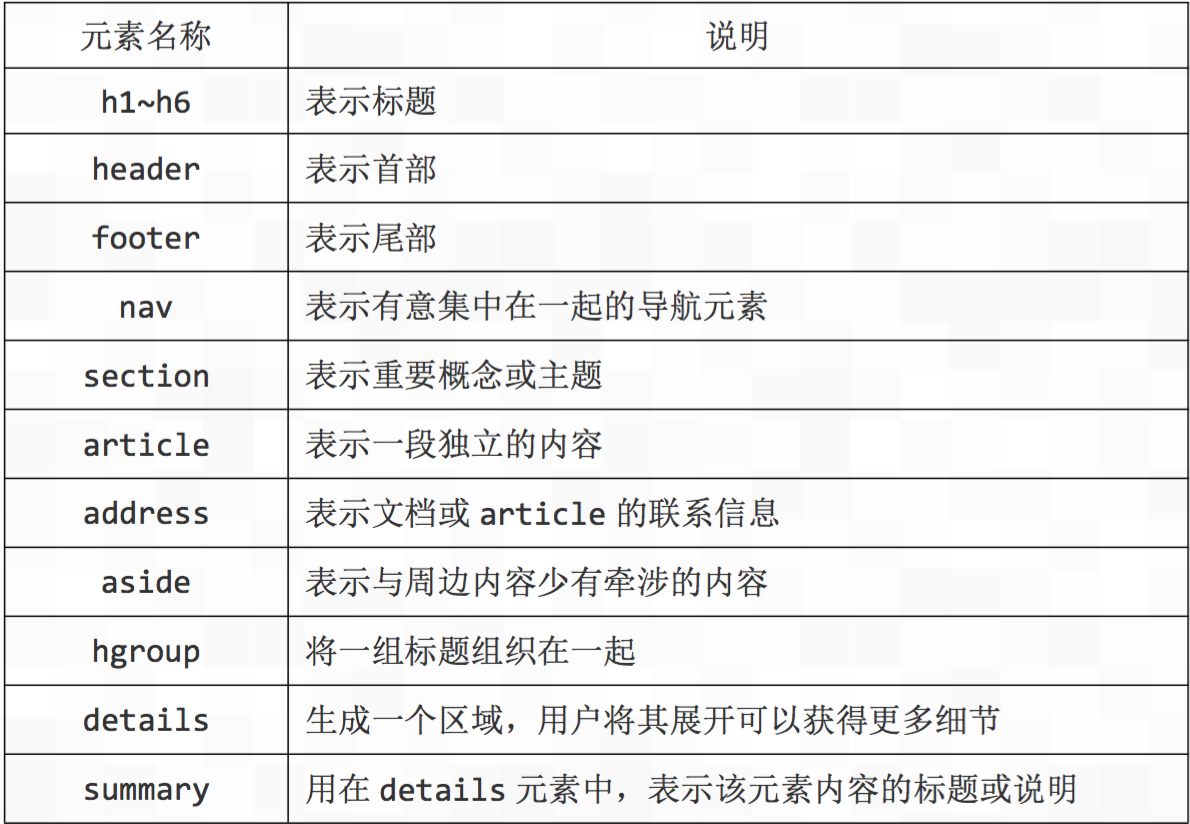 元素名称 说明
h1~h6 表示标题
header 表示首部
footer 表示尾部
nav 表示有意集中在一起的导航元素
section 表示重要概念或主题
article 表示一段独立的内容
address 表示文档或 article 的联系信息
aside 表示与周边内容少有牵涉的内容
hgroup 将一组标题组织在一起
details 生成一个区域，用户将其展开可以获得更多细节
summary 用在 details 元素中，表示该元素内容的标题或说明